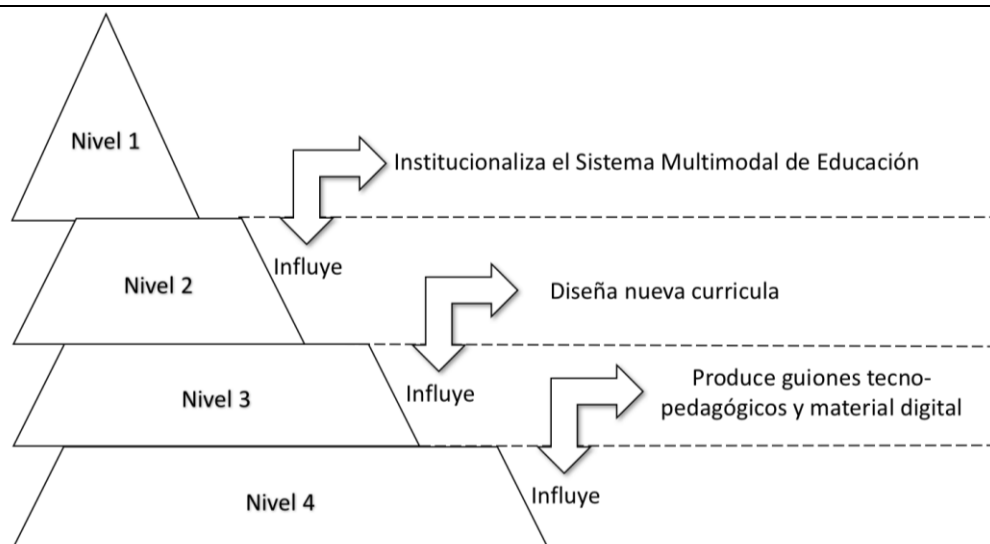 Nivel 1
Institucionaliza el Sistema Multimodal de Educación
Influye
Nivel 2
Diseña nueva curricula
Influye
Nivel 3
Produce guiones tecno-
pedagógicos y material digital
Influye
Nivel 4